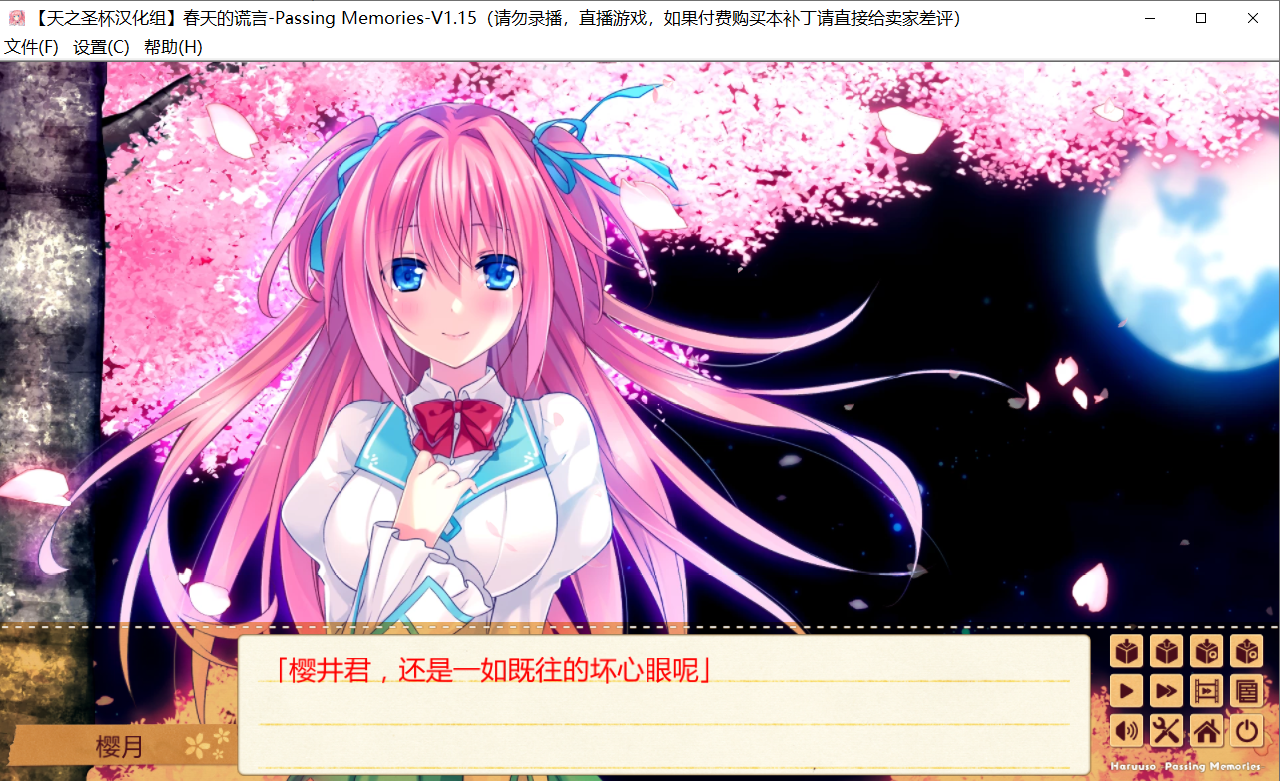 【天之圣杯汉化组】春天的谎言-Passing Memories-V1.15（请勿录播，直播游戏，如果付费购买本补丁请直接给卖家差评）
文件(F) 设置(C) 帮助(H)
「樱井君，还是一如既往的坏心眼呢」
樱月
Haruuso Passing Memories